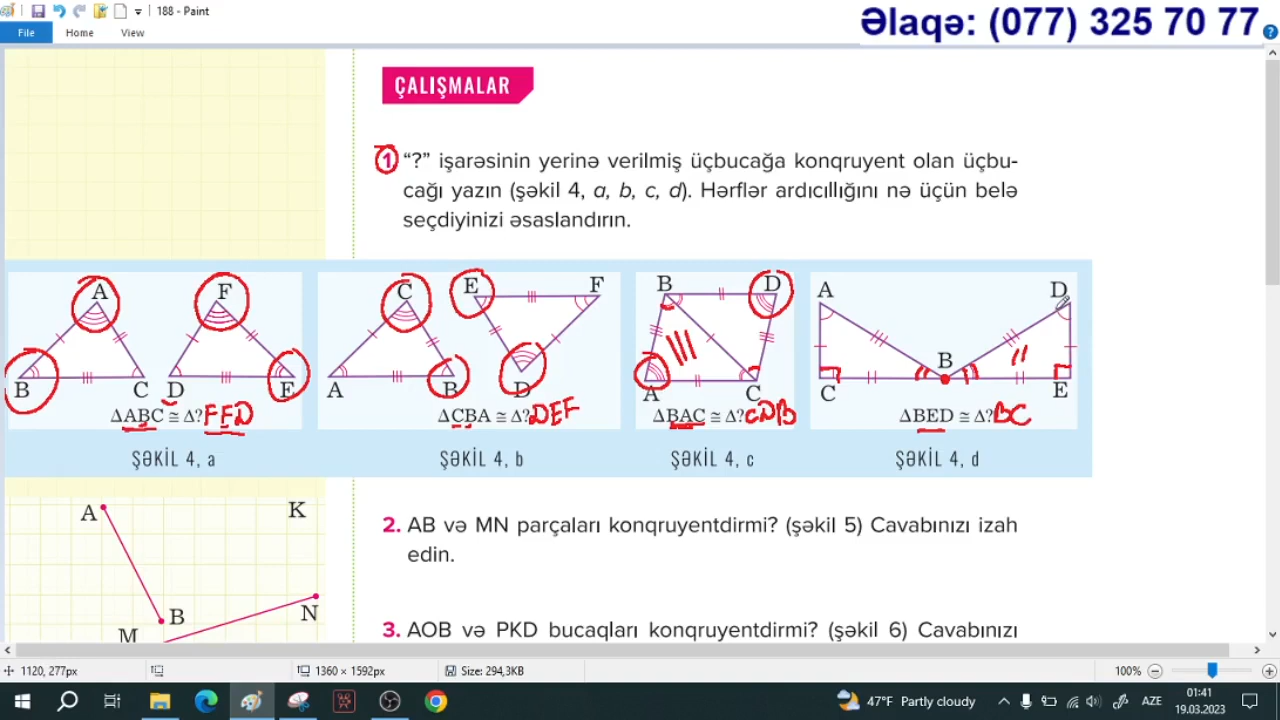 188 - Paint
Əlaqə: (077) 325 70 77
File Home View
ÇALIŞMALAR
1 “?” işarəsinin yerinə verilmiş üçbucağa konqruyent olan üçbu-
cağı yazın (şəkil 4, a, b, c, d). Hərflər ardıcıllığını nə üçün belə
seçdiyinizi əsaslandırın.
A F B C D E
ΔABC ≅ Δ? FED
ŞƏKİL 4, a
C E F A B D
ΔCBA ≅ Δ? DEF
ŞƏKİL 4, b
B D A C
ΔBAC ≅ Δ? CDB
ŞƏKİL 4, c
A D B C E
ΔBED ≅ Δ? BC
ŞƏKİL 4, d
A K
B N
M
2. AB və MN parçaları konqruyentdirmi? (şəkil 5) Cavabınızı izah
edin.
3. AOB və PKD bucaqları konqruyentdirmi? (şəkil 6) Cavabınızı
1120, 277px 1360 × 1592px Size: 294,3KB 100%
47°F Partly cloudy AZE 01:41
19.03.2023